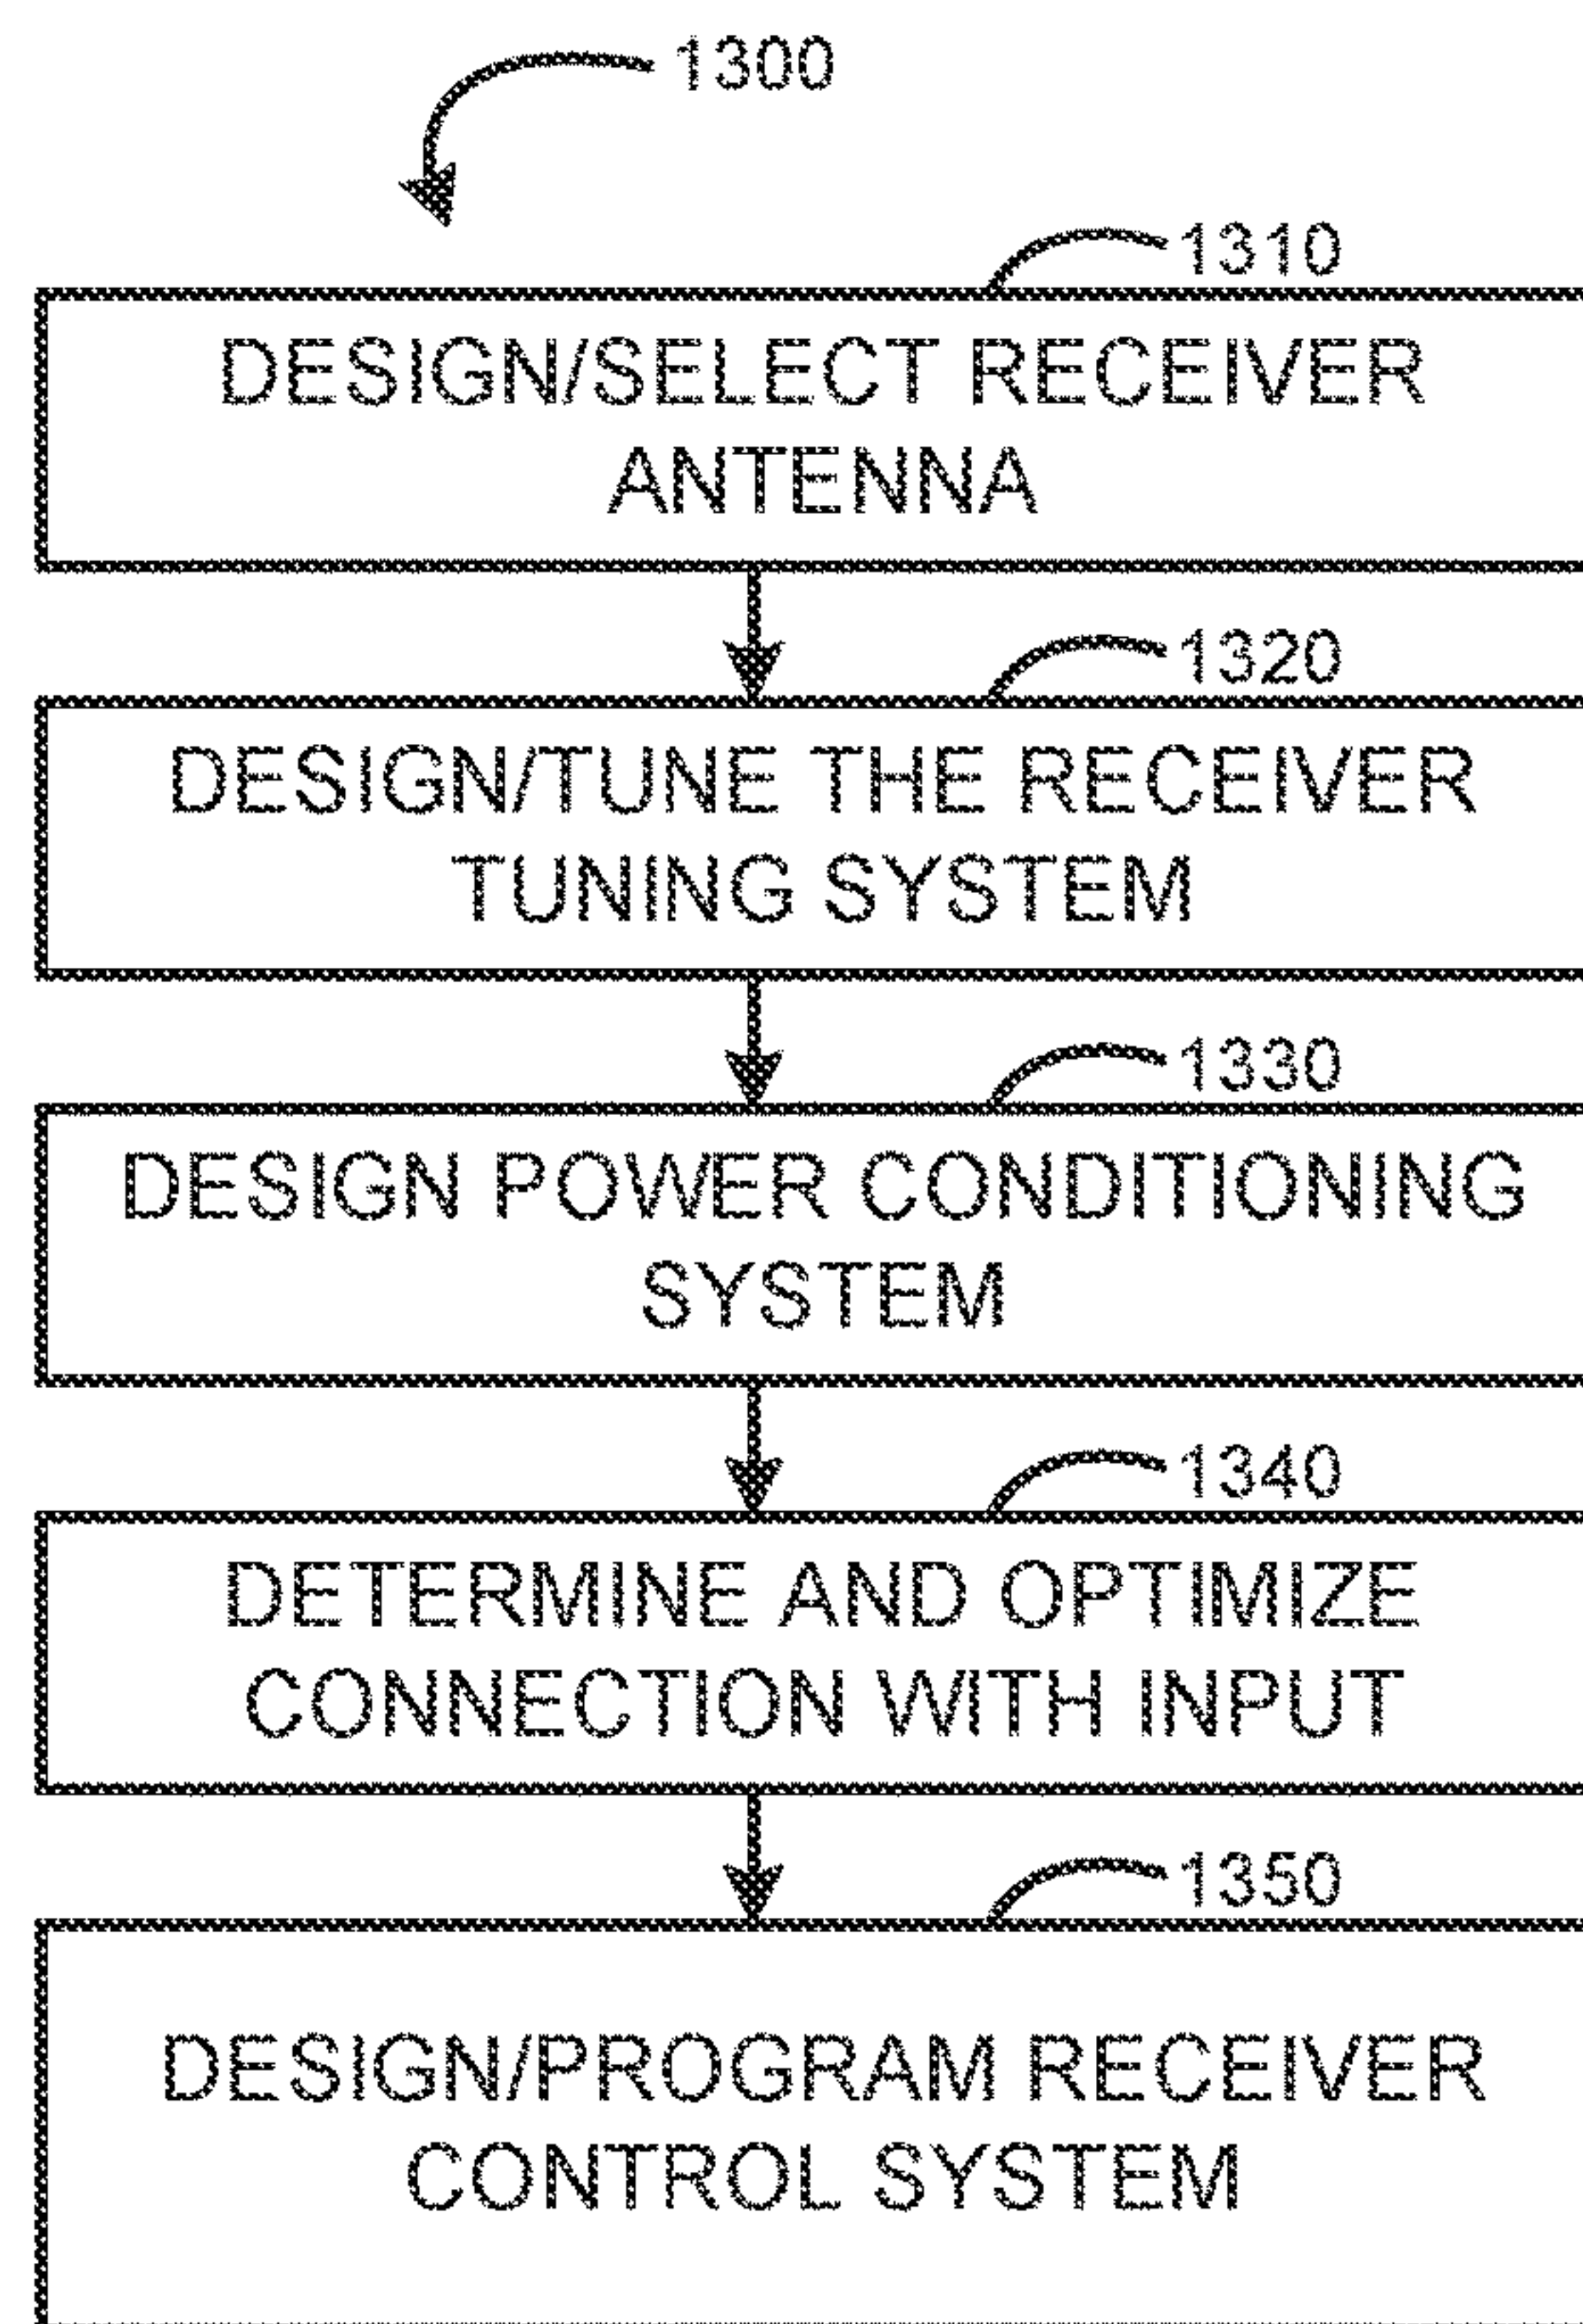 1300
1310
DESIGN/SELECT RECEIVER
ANTENNA
1320
DESIGN/TUNE THE RECEIVER
TUNING SYSTEM
1330
DESIGN POWER CONDITIONING
SYSTEM
1340
DETERMINE AND OPTIMIZE
CONNECTION WITH INPUT
1350
DESIGN/PROGRAM RECEIVER
CONTROL SYSTEM